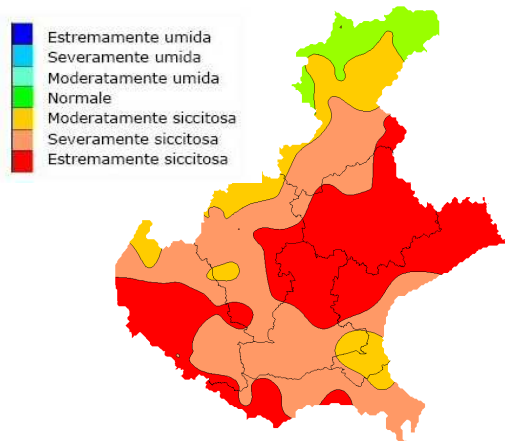 Estremamente umida
Severamente umida
Moderatamente umida
Normale
Moderatamente siccitosa
Severamente siccitosa
Estremamente siccitosa